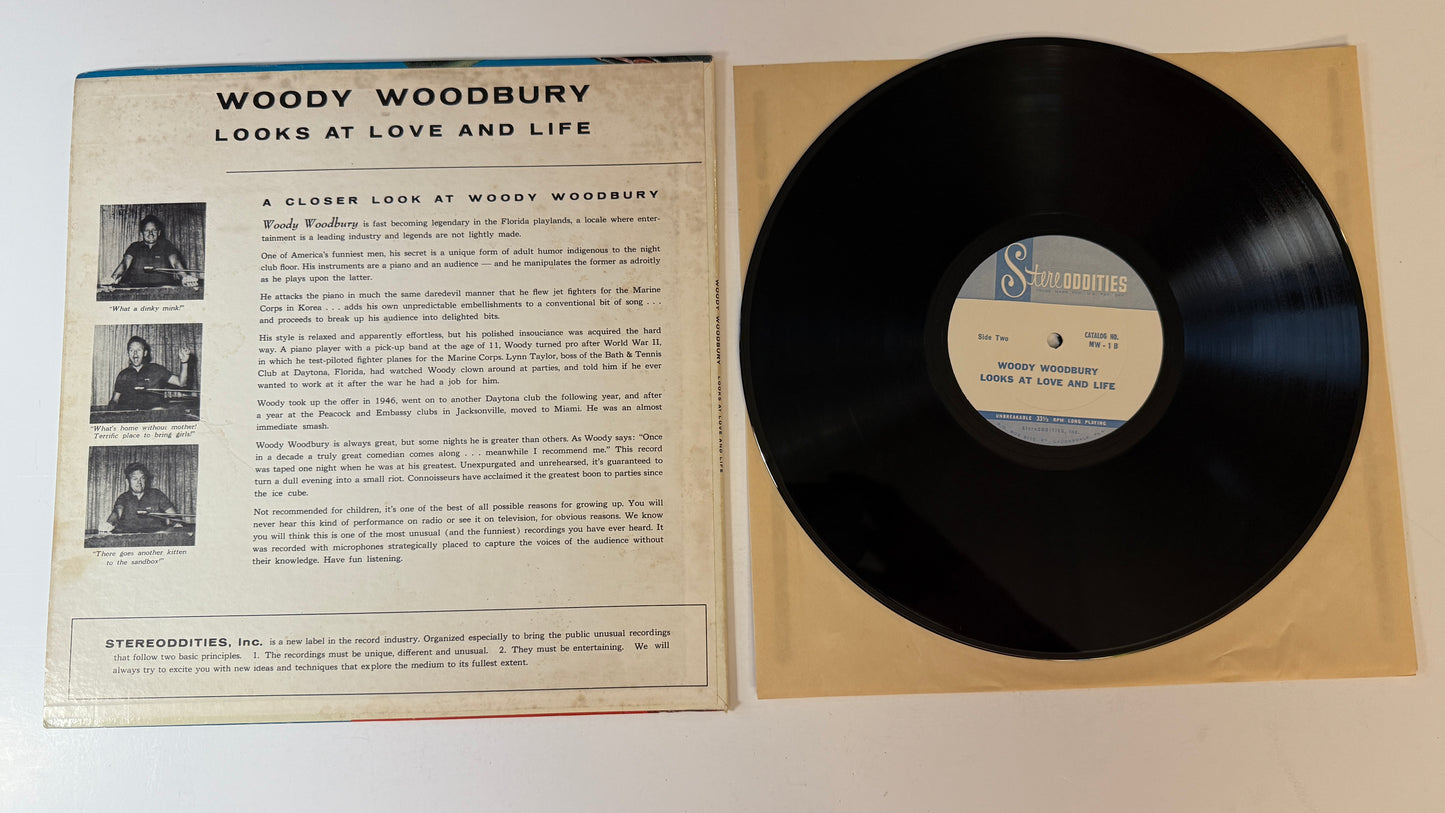 WOODY WOODBURY
LOOKS AT LOVE AND LIFE
A CLOSER LOOK AT WOODY WOODBURY
Woody Woodbury is fast becoming legendary in the Florida playlands, a locale where enter-
tainment is a leading industry and legends are not lightly made.
One of America's funniest men, his secret is a unique form of adult humor indigenous to the night
club floor. His instruments are a piano and an audience — and he manipulates the former as adroitly
as he plays upon the latter.
He attacks the piano in much the same daredevil manner that he flew jet fighters for the Marine
Corps in Korea . . . adds his own unpredictable embellishments to a conventional bit of song . . .
and proceeds to break up his audience into delighted bits.
His style is relaxed and apparently effortless, but his polished insouciance was acquired the hard
way. A piano player with a pick-up band at the age of 11, Woody turned pro after World War II,
in which he test-piloted fighter planes for the Marine Corps. Lynn Taylor, boss of the Bath & Tennis
Club at Daytona, Florida, had watched Woody clown around at parties, and told him if he ever
wanted to work at it after the war he had a job for him.
Woody took up the offer in 1946, went on to another Daytona club the following year, and after
a year at the Peacock and Embassy clubs in Jacksonville, moved to Miami. He was an almost
immediate smash.
Woody Woodbury is always great, but some nights he is greater than others. As Woody says: "Once
in a decade a truly great comedian comes along . . . meanwhile I recommend me." This record
was taped one night when he was at his greatest. Unexpurgated and unrehearsed, it's guaranteed to
turn a dull evening into a small riot. Connoisseurs have acclaimed it the greatest boon to parties since
the ice cube.
Not recommended for children, it's one of the best of all possible reasons for growing up. You will
never hear this kind of performance on radio or see it on television, for obvious reasons. We know
you will think this is one of the most unusual (and the funniest) recordings you have ever heard. It
was recorded with microphones strategically placed to capture the voices of the audience without
their knowledge. Have fun listening.
"What a dinky mink!"
"What's home without mother!
Terrific place to bring girls!"
"There goes another kitten
to the sandbox!"
STEREODDITIES, Inc. is a new label in the record industry. Organized especially to bring the public unusual recordings
that follow two basic principles. 1. The recordings must be unique, different and unusual. 2. They must be entertaining. We will
always try to excite you with new ideas and techniques that explore the medium to its fullest extent.
WOODY WOODBURY LOOKS AT LOVE AND LIFE
StereODDITIES
Side Two
CATALOG NO.
MW - 1 B
WOODY WOODBURY
LOOKS AT LOVE AND LIFE
UNBREAKABLE 33⅓ RPM LONG PLAYING
StereODDITIES, Inc.